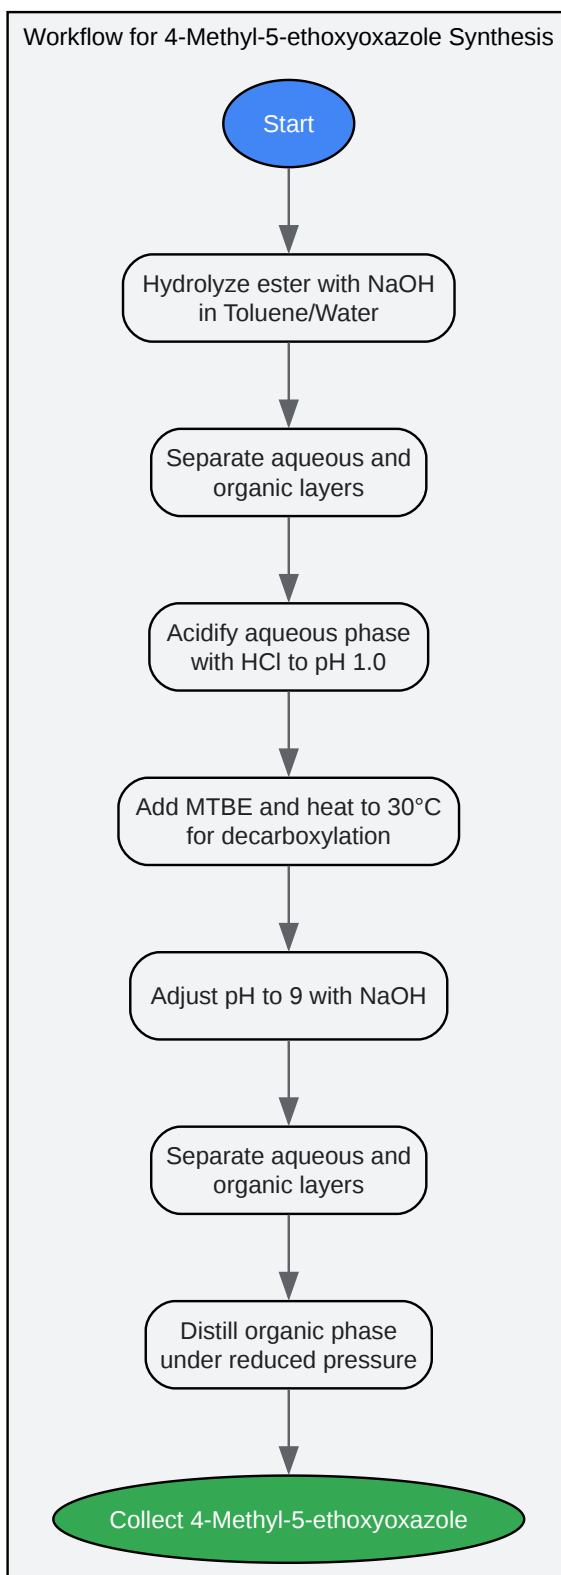 Workflow for 4-Methyl-5-ethoxyoxazole Synthesis
Start
Hydrolyze ester with NaOH
in Toluene/Water
Separate aqueous and
organic layers
Acidify aqueous phase
with HCl to pH 1.0
Add MTBE and heat to 30°C
for decarboxylation
Adjust pH to 9 with NaOH
Separate aqueous and
organic layers
Distill organic phase
under reduced pressure
Collect 4-Methyl-5-ethoxyoxazole